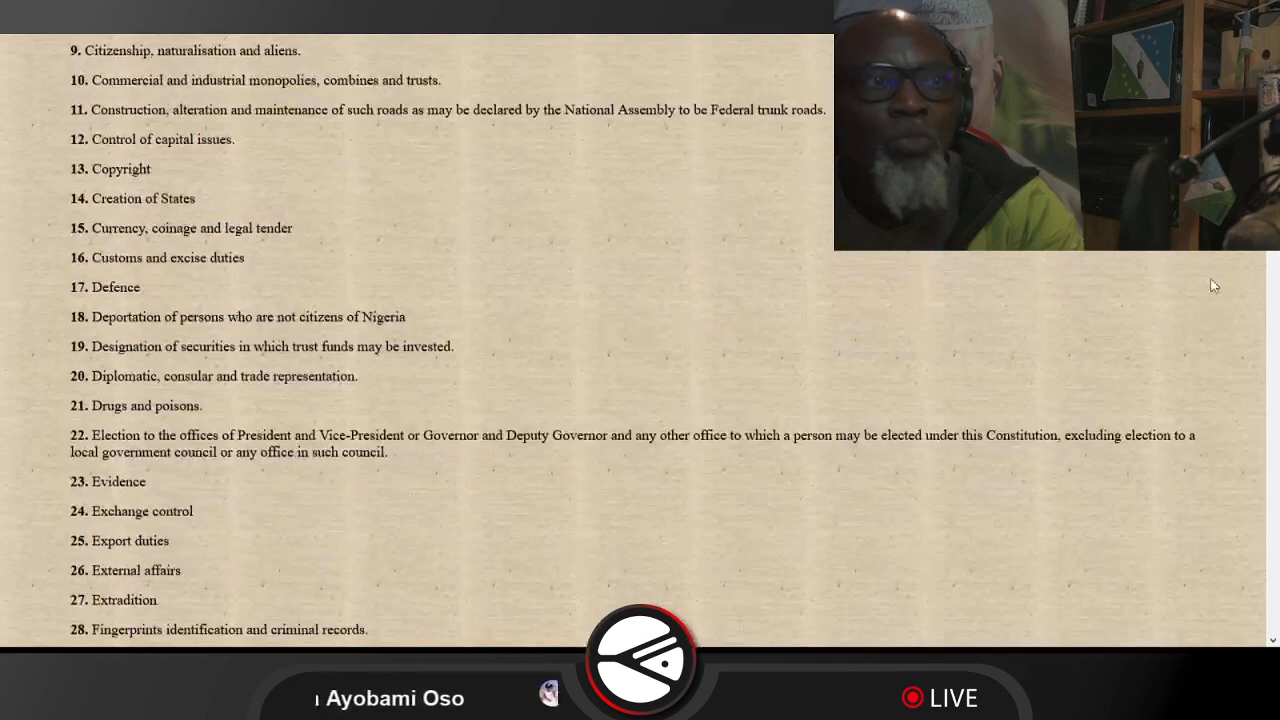 9. Citizenship, naturalisation and aliens.
10. Commercial and industrial monopolies, combines and trusts.
11. Construction, alteration and maintenance of such roads as may be declared by the National Assembly to be Federal trunk roads.
12. Control of capital issues.
13. Copyright
14. Creation of States
15. Currency, coinage and legal tender
16. Customs and excise duties
17. Defence
18. Deportation of persons who are not citizens of Nigeria
19. Designation of securities in which trust funds may be invested.
20. Diplomatic, consular and trade representation.
21. Drugs and poisons.
22. Election to the offices of President and Vice-President or Governor and Deputy Governor and any other office to which a person may be elected under this Constitution, excluding election to a
local government council or any office in such council.
23. Evidence
24. Exchange control
25. Export duties
26. External affairs
27. Extradition
28. Fingerprints identification and criminal records.
Ayobami Oso
LIVE